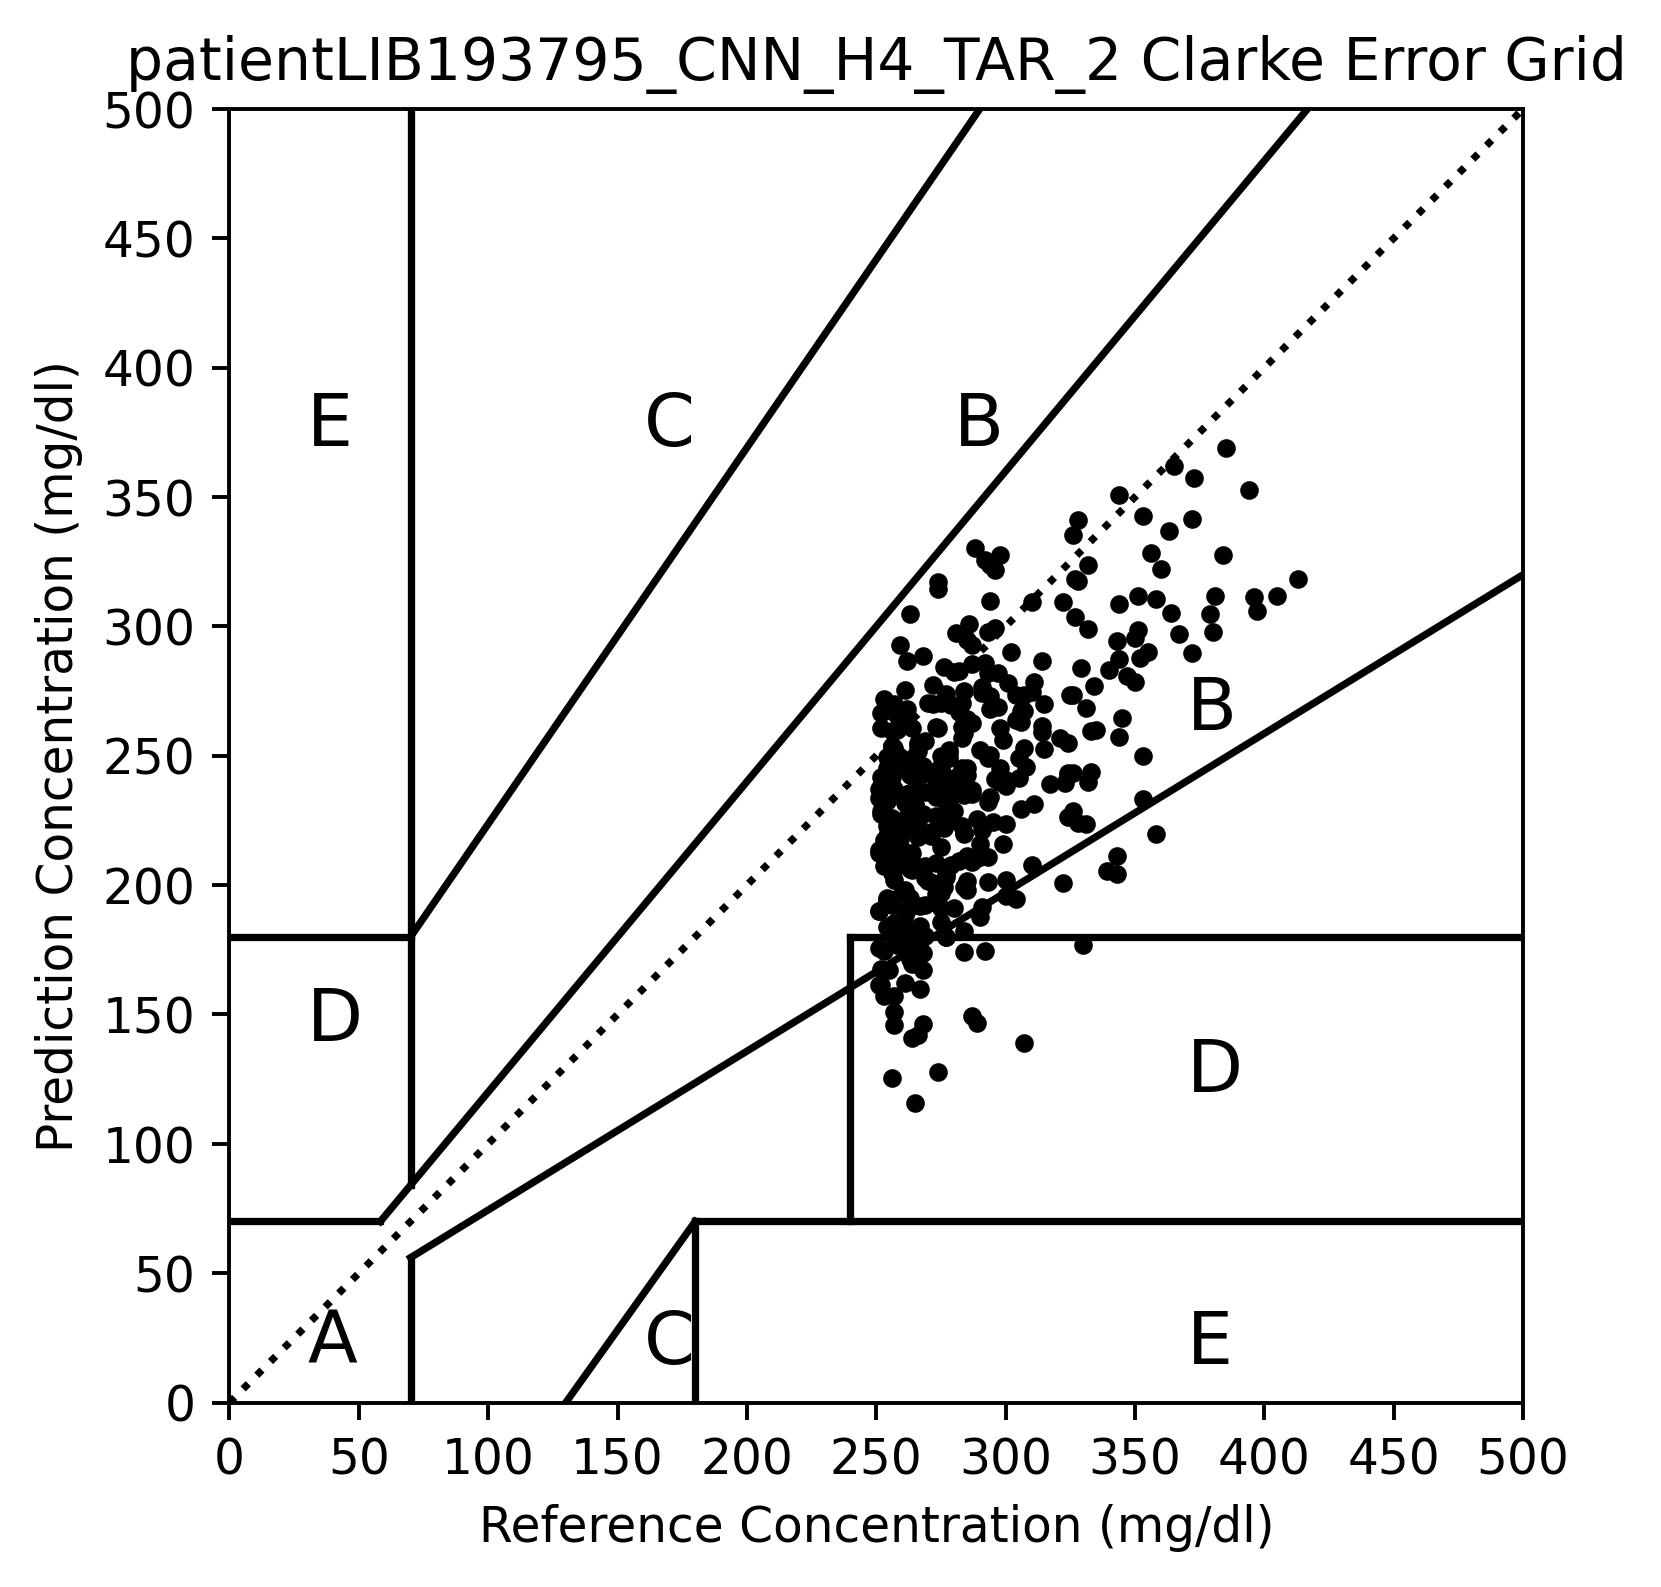 patientLIB193795_CNN_H4_TAR_2 Clarke Error Grid
500
450
400
350
300
250
200
150
100
50
0
Prediction Concentration (mg/dl)
E
C
B
B
D
D
A
C
E
0 50 100 150 200 250 300 350 400 450 500
Reference Concentration (mg/dl)